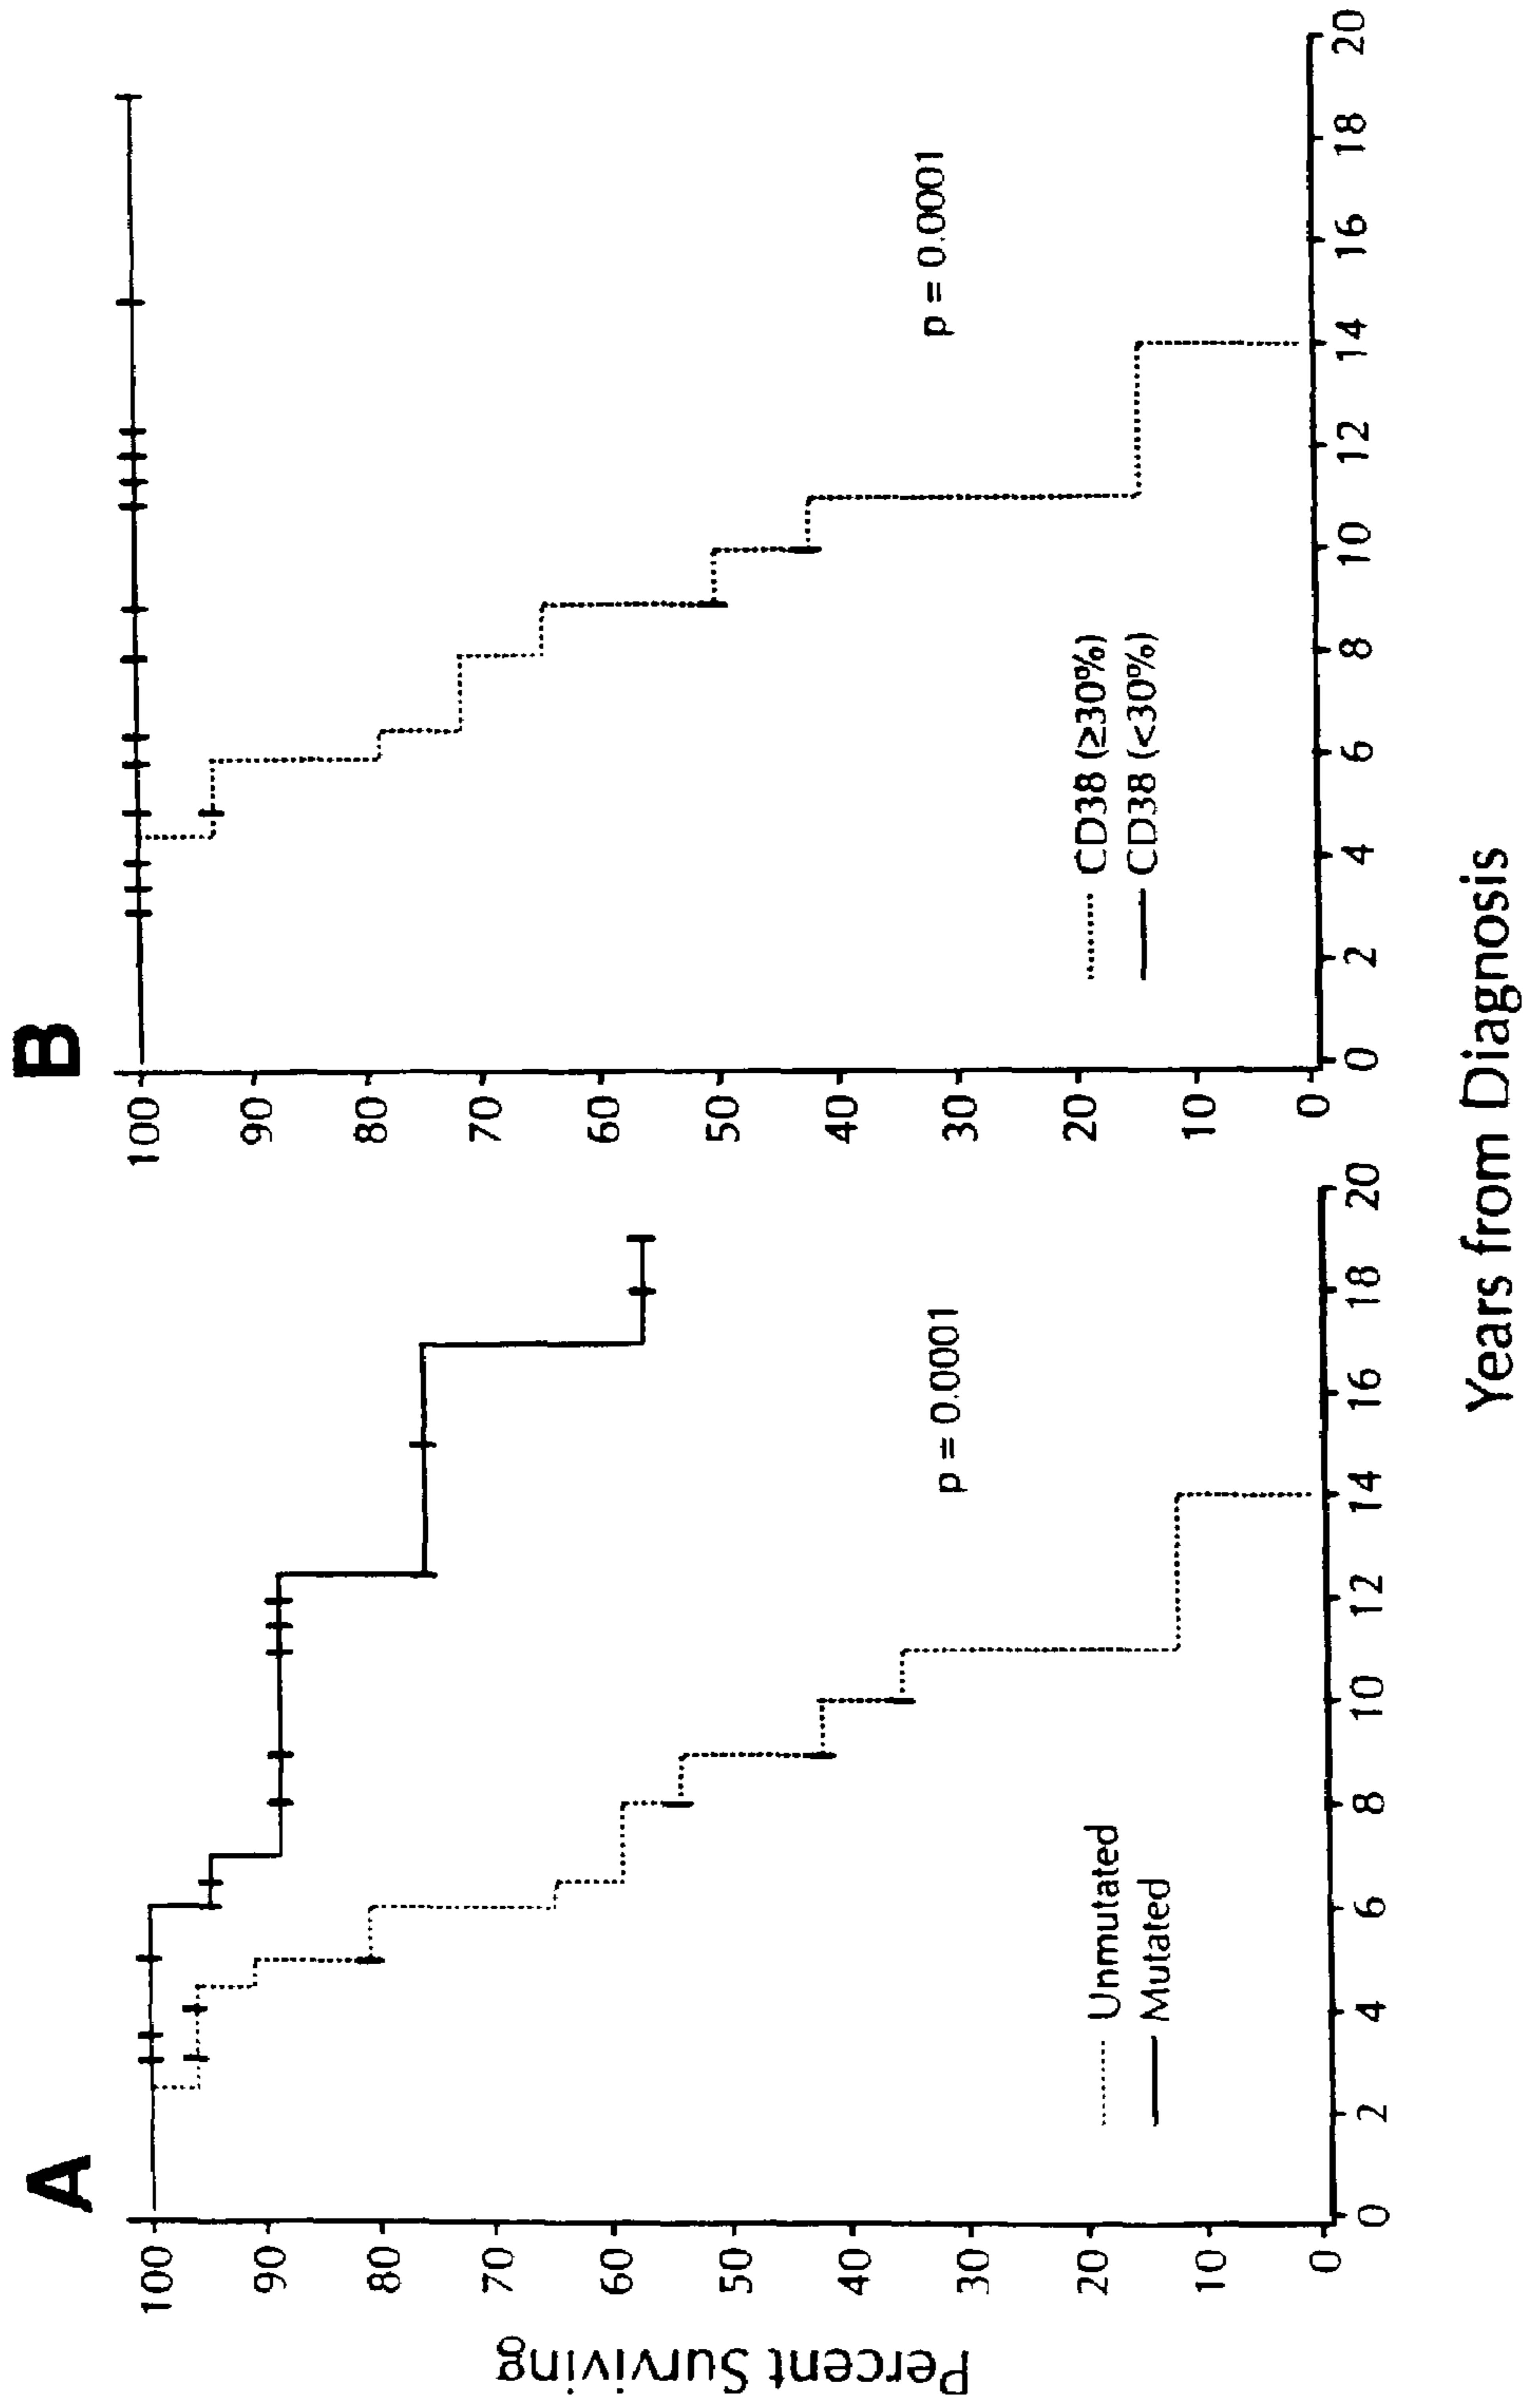 A
Percent Surviving
100
90
80
70
60
50
40
30
20
10
0
0 2 4 6 8 10 12 14 16 18 20
p = 0.0001
Unmutated
Mutated
B
100
90
80
70
60
50
40
30
20
10
0
0 2 4 6 8 10 12 14 16 18 20
p = 0.0001
CD38 (≥30%)
CD38 (<30%)
Years from Diagnosis